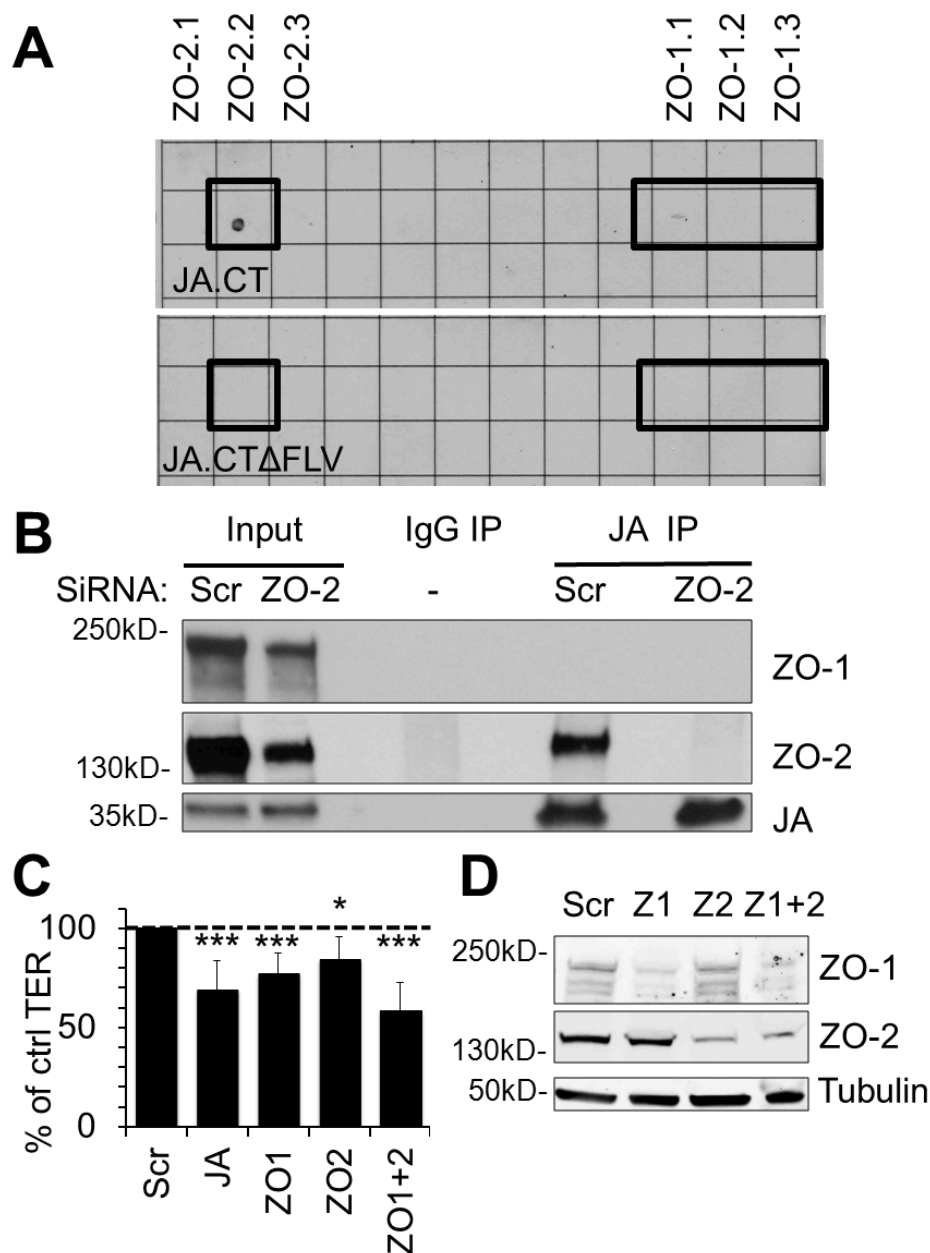 A
ZO-2.1 ZO-2.2 ZO-2.3 ZO-1.1 ZO-1.2 ZO-1.3
JA.CT
JA.CTΔFLV
B
Input IgG IP JA IP
SiRNA: Scr ZO-2 - Scr ZO-2
250kD-
ZO-1
130kD-
ZO-2
35kD-
JA
C
% of ctrl TER
100
50
0
*** *** * ***
Scr JA ZO1 ZO2 ZO1+2
D
Scr Z1 Z2 Z1+2
250kD-
ZO-1
130kD-
ZO-2
50kD-
Tubulin